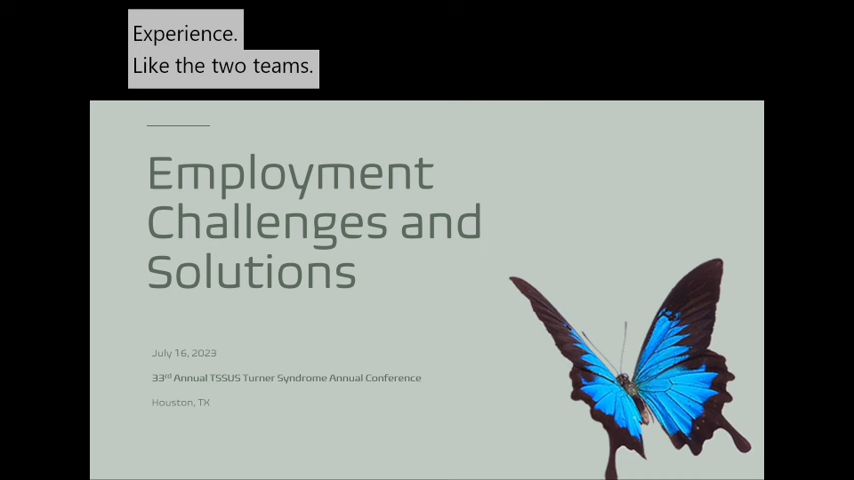 Experience.
Like the two teams.
Employment
Challenges and
Solutions
July 16, 2023
33rd Annual TSSUS Turner Syndrome Annual Conference
Houston, TX